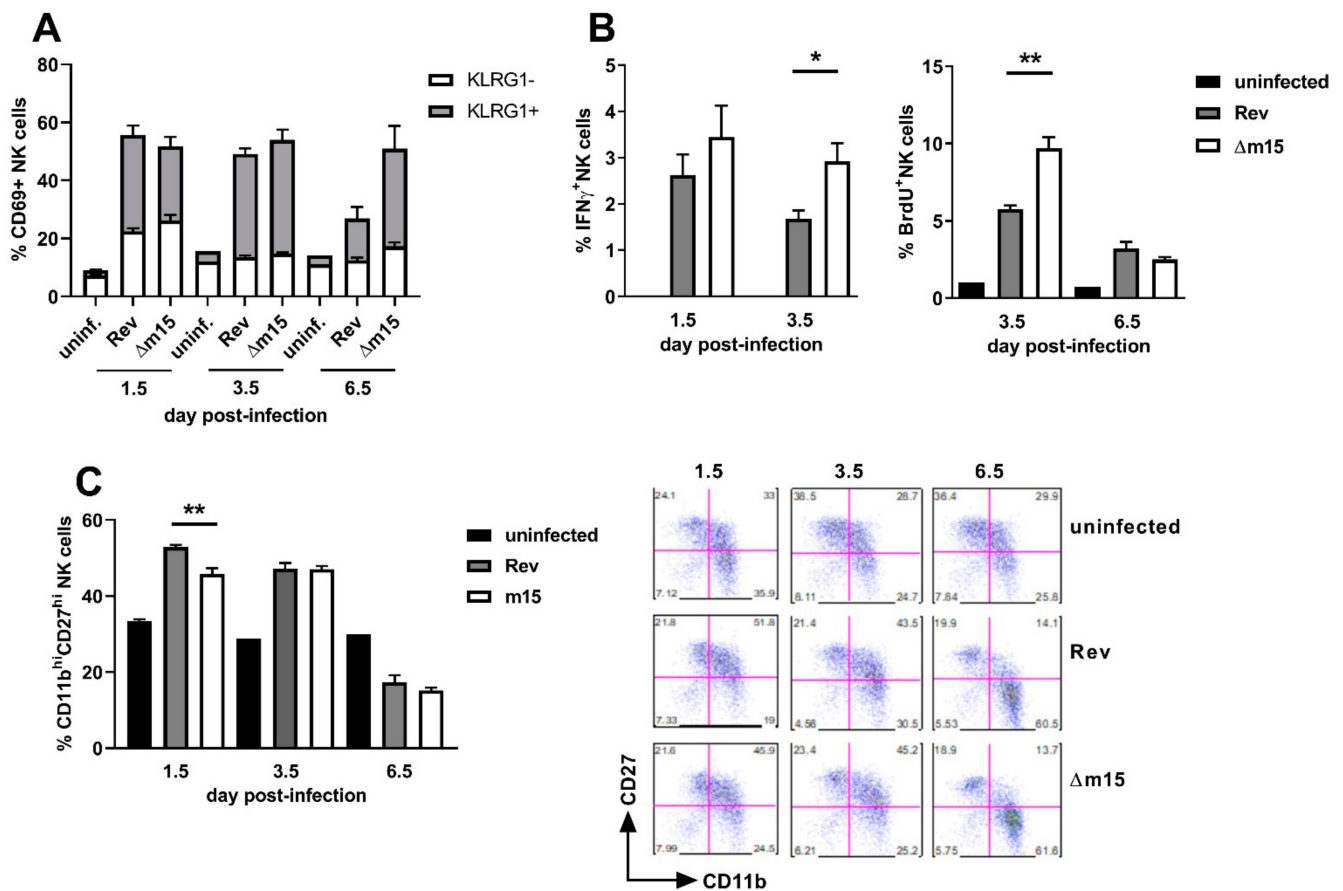 A
80
60
40
20
0
% CD69+ NK cells
KLRG1-
KLRG1+
uninf. Rev Δm15 uninf. Rev Δm15 uninf. Rev Δm15
1.5 3.5 6.5
day post-infection
B
5
4
3
2
1
0
% IFNγ+NK cells
*
1.5 3.5
day post-infection
15
10
5
0
% BrdU+NK cells
**
3.5 6.5
day post-infection
uninfected
Rev
Δm15
C
60
40
20
0
% CD11bhiCD27hi NK cells
**
1.5 3.5 6.5
day post-infection
uninfected
Rev
m15
1.5 3.5 6.5
24.1 33 38.5 28.7 36.4 29.9
uninfected
7.12 35.9 8.11 24.7 7.84 25.8
21.8 51.8 21.4 43.5 19.9 14.1
Rev
7.33 19 4.56 30.5 5.53 60.5
21.6 45.9 23.4 45.2 18.9 13.7
Δm15
7.99 24.5 6.21 25.2 5.75 61.6
CD27
CD11b